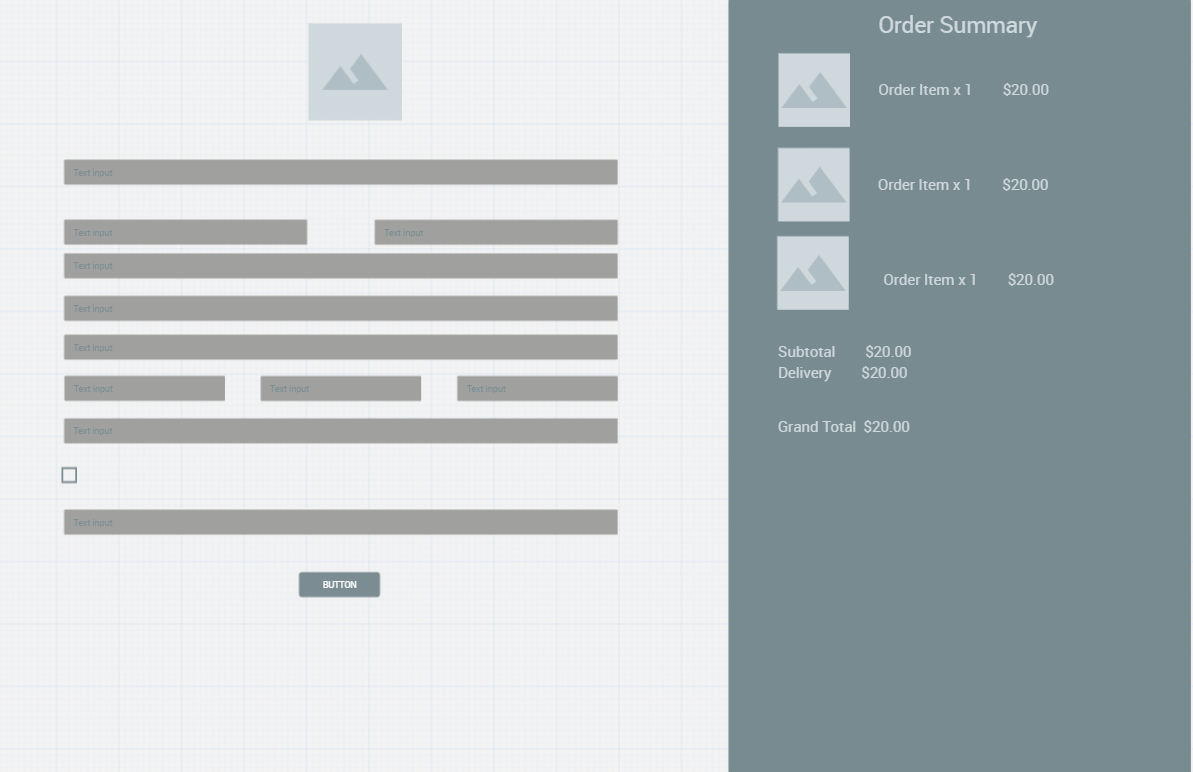 Text input
Text input Text input
Text input
Text input
Text input
Text input Text input Text input
Text input
Text input
BUTTON
Order Summary
Order Item x 1 $20.00
Order Item x 1 $20.00
Order Item x 1 $20.00
Subtotal $20.00
Delivery $20.00
Grand Total $20.00